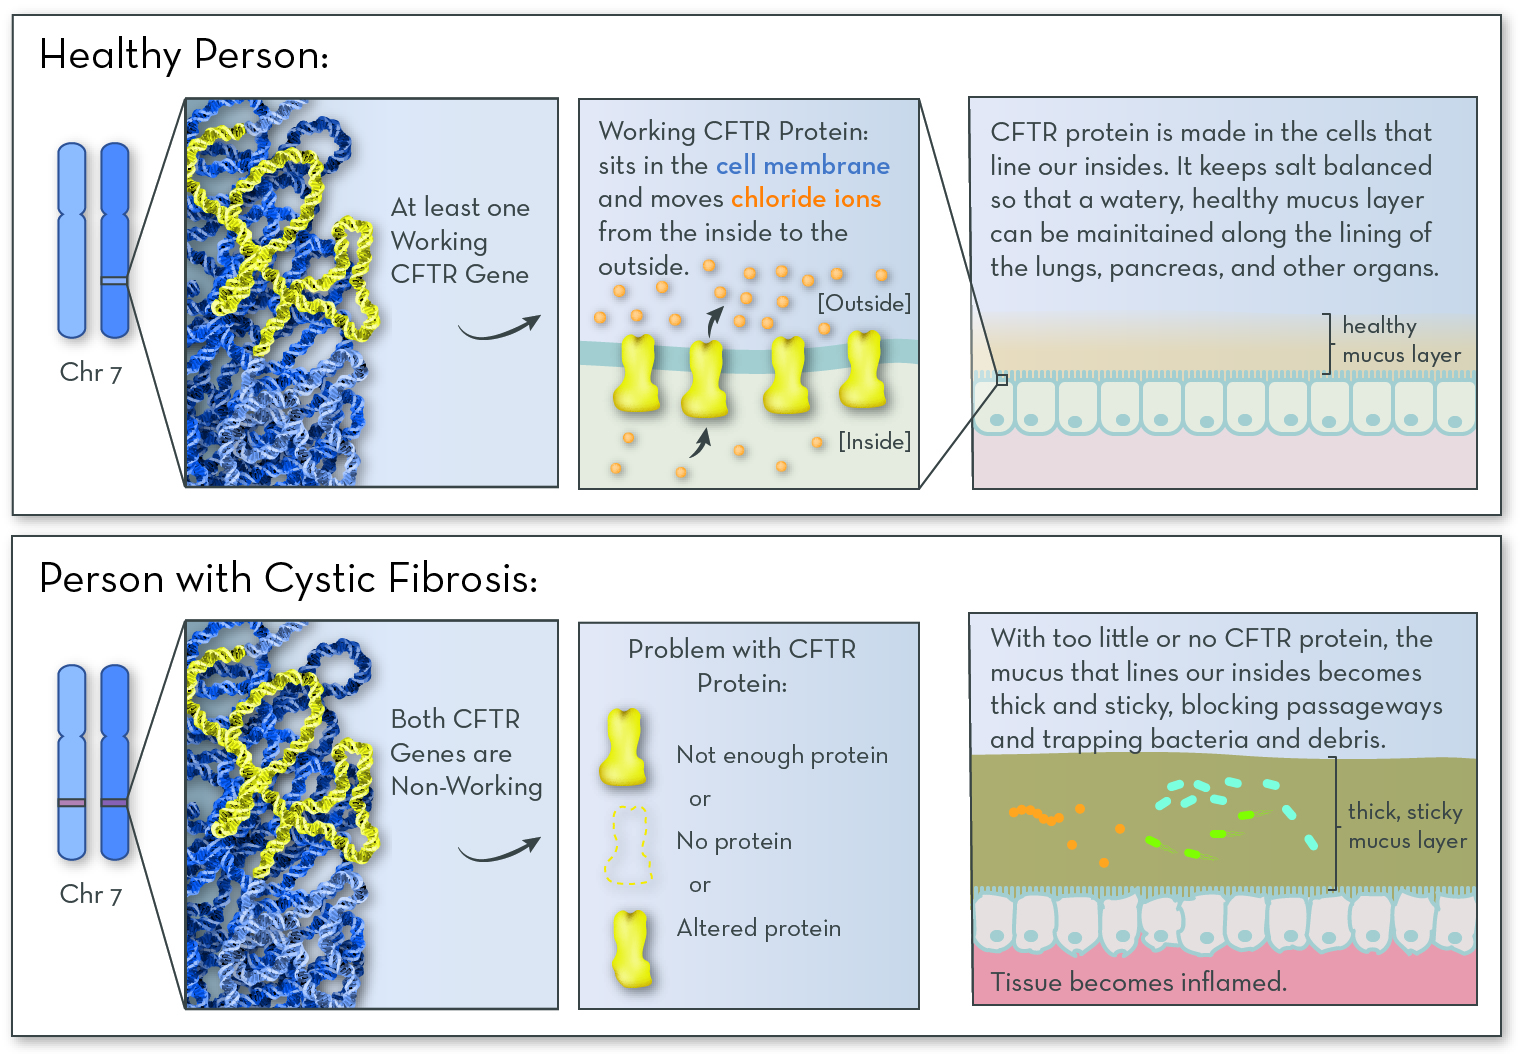 Healthy Person:
Chr 7
At least one
Working
CFTR Gene
Working CFTR Protein:
sits in the cell membrane
and moves chloride ions
from the inside to the
outside.
[Outside]
[Inside]
CFTR protein is made in the cells that
line our insides. It keeps salt balanced
so that a watery, healthy mucus layer
can be mainitained along the lining of
the lungs, pancreas, and other organs.
healthy
mucus layer
Person with Cystic Fibrosis:
Chr 7
Both CFTR
Genes are
Non-Working
Problem with CFTR
Protein:
Not enough protein
or
No protein
or
Altered protein
With too little or no CFTR protein, the
mucus that lines our insides becomes
thick and sticky, blocking passageways
and trapping bacteria and debris.
thick, sticky
mucus layer
Tissue becomes inflamed.